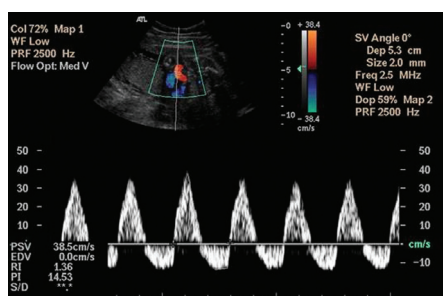 Col 72% Map 1
WF Low
PRF 2500 Hz
Flow Opt: Med V
ATL
-0
-5
-10
+ 38.4
- 38.4
cm/s
SV Angle 0°
Dep 5.3 cm
Size 2.0 mm
Freq 2.5 MHz
WF Low
Dop 59% Map 2
PRF 2500 Hz
50 - - 50
40 - - 40
30 - - 30
20 - - 20
10 - - 10
cm/s
- 10
PSV 38.5cm/s
EDV 0.0cm/s
RI 1.36
PI 14.53
S/D **.*